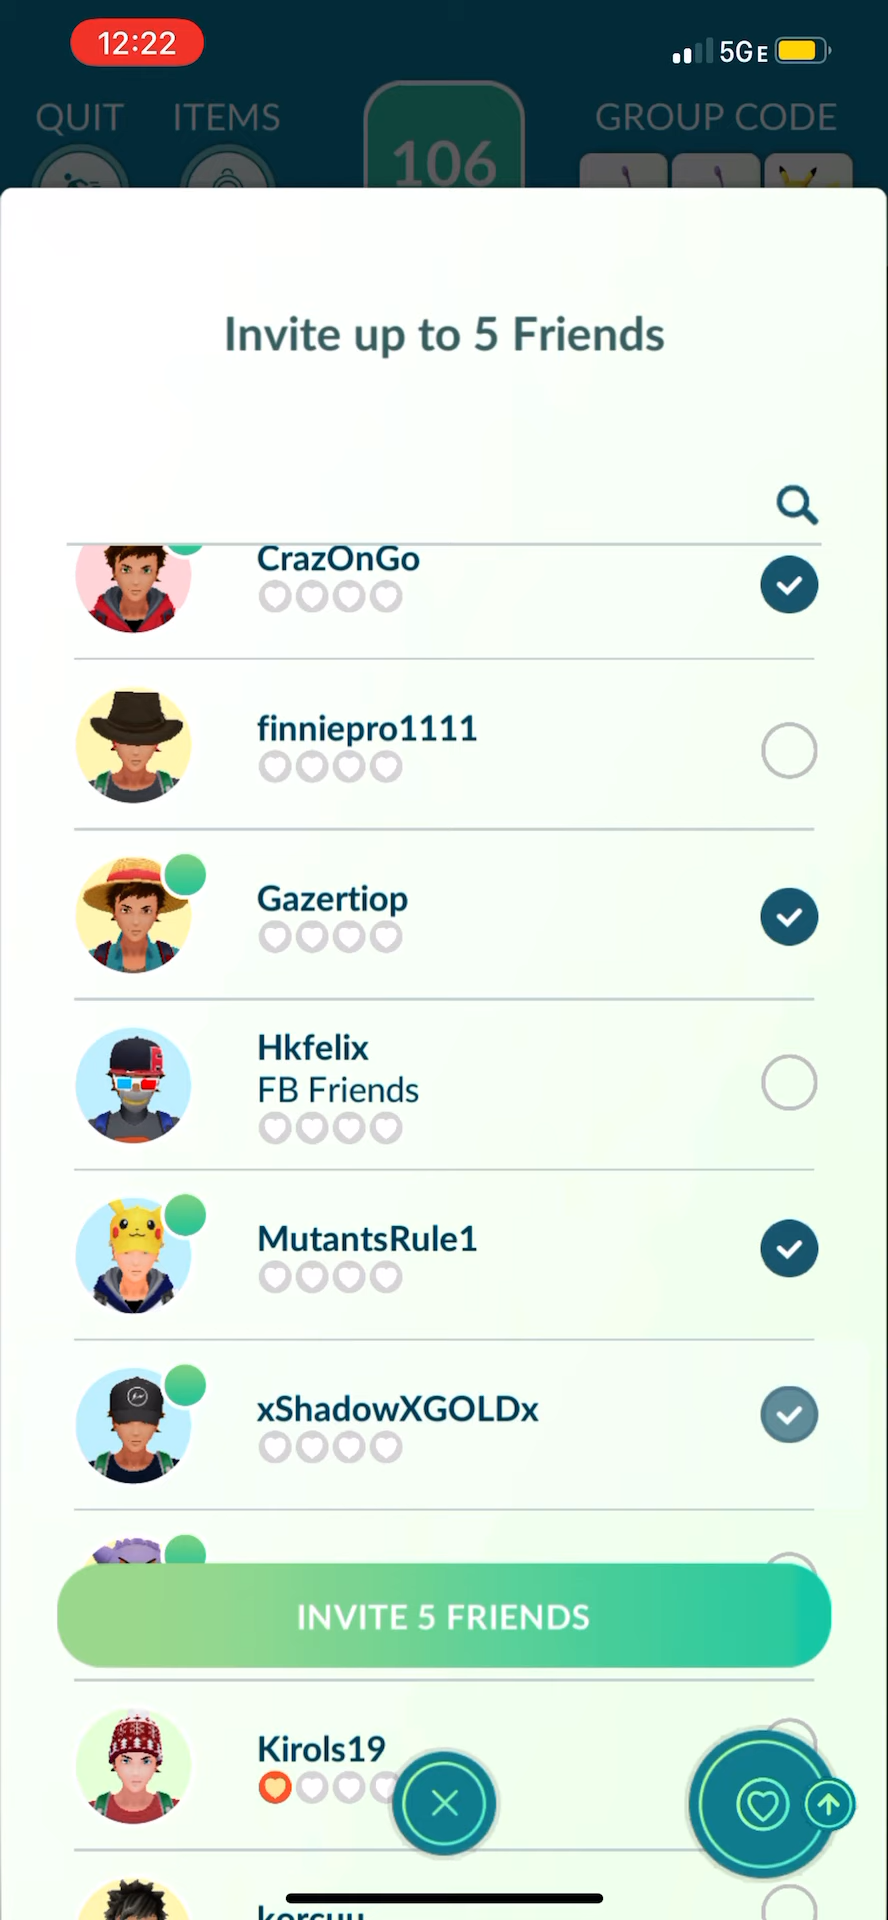 12:22
5GE
QUIT
ITEMS
106
GROUP CODE
Invite up to 5 Friends
CrazOnGo
finniepro1111
Gazertiop
Hkfelix
FB Friends
MutantsRule1
xShadowXGOLDx
INVITE 5 FRIENDS
Kirols19